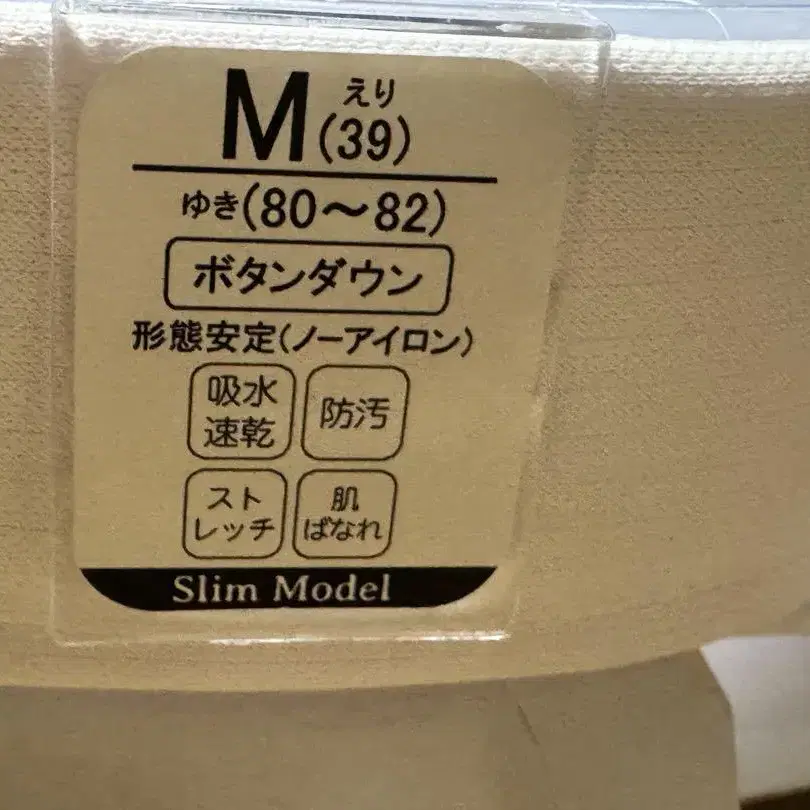 えり
M(39)
ゆき(80〜82)
ボタンダウン
形態安定(ノーアイロン)
吸水
速乾
防汚
スト
レッチ
肌
ばなれ
Slim Model